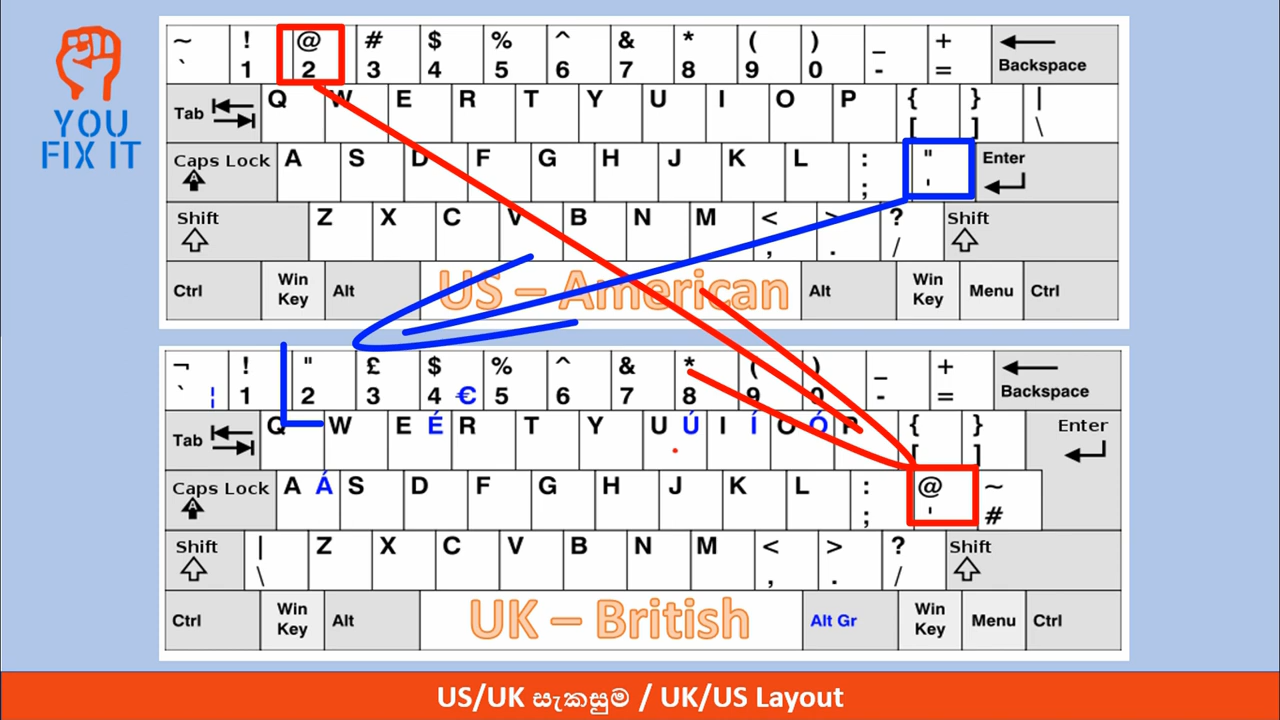 YOU
FIX IT
~ ! @ # $ % ^ & * ( ) _ +
` 1 2 3 4 5 6 7 8 9 0 - = Backspace
Tab Q W E R T Y U I O P { } |
[ ] \
Caps Lock A S D F G H J K L : " Enter
; '
Shift Z X C V B N M < > ? Shift
, . /
Ctrl Win Key Alt US – American Alt Win Key Menu Ctrl
¬ ! " £ $ % ^ & * ( ) _ +
` ¦ 1 2 3 4 € 5 6 7 8 9 0 - = Backspace
Tab Q W E É R T Y U Ú I Í O Ó P { } Enter
[ ]
Caps Lock A Á S D F G H J K L : @ ~
; ' #
Shift | Z X C V B N M < > ? Shift
\ , . /
Ctrl Win Key Alt UK – British Alt Gr Win Key Menu Ctrl
US/UK සැකසුම / UK/US Layout